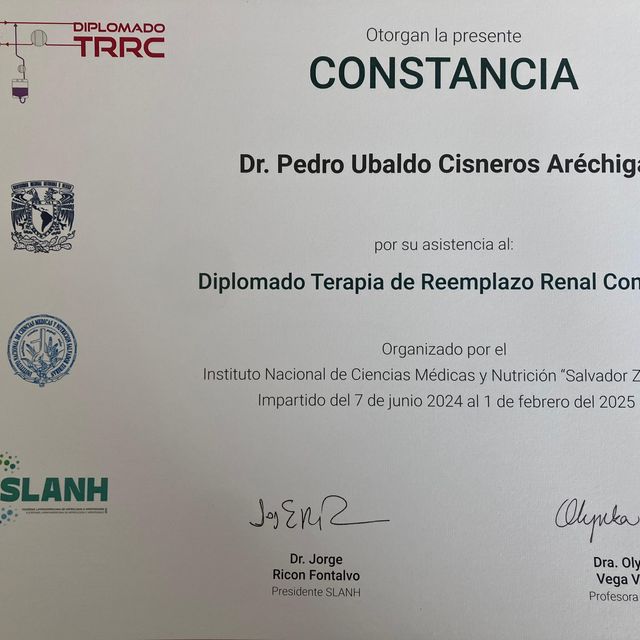 DIPLOMADO
TRRC
Otorgan la presente
CONSTANCIA
Dr. Pedro Ubaldo Cisneros Aréchiga
por su asistencia al:
Diplomado Terapia de Reemplazo Renal Con
Organizado por el
Instituto Nacional de Ciencias Médicas y Nutrición “Salvador Z
Impartido del 7 de junio 2024 al 1 de febrero del 2025
SLANH
Dr. Jorge
Ricon Fontalvo
Presidente SLANH
Dra. Oly
Vega V
Profesora